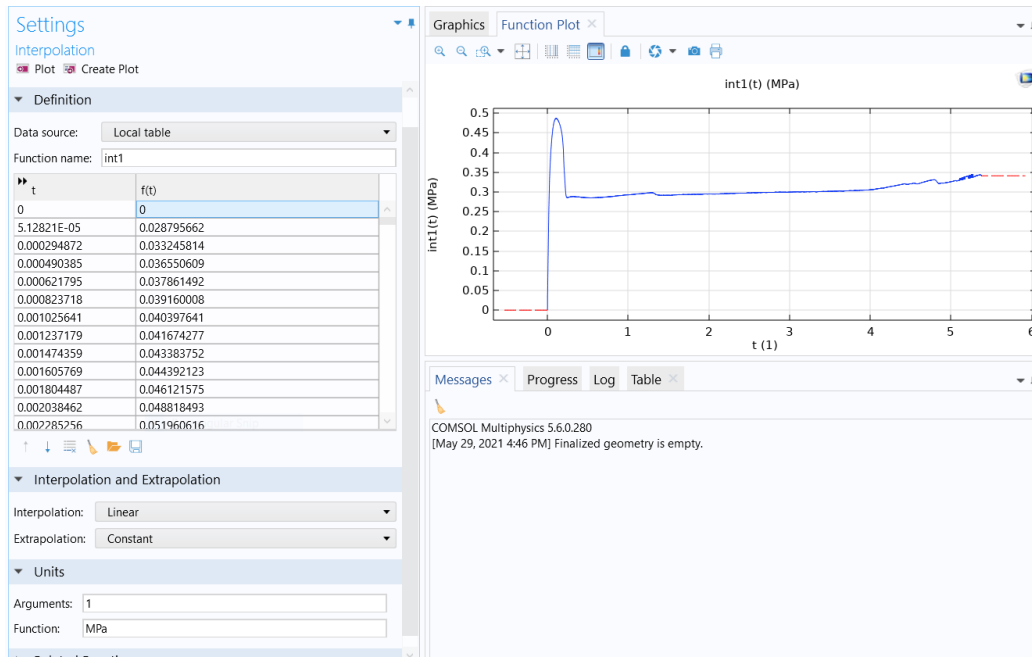 Settings
Interpolation
Plot Create Plot
Definition
Data source: Local table
Function name: int1
t f(t)
0 0
5.12821E-05 0.028795662
0.000294872 0.033245814
0.000490385 0.036550609
0.000621795 0.037861492
0.000823718 0.039160008
0.001025641 0.040397641
0.001237179 0.041674277
0.001474359 0.043383752
0.001605769 0.044392123
0.001804487 0.046121575
0.002038462 0.048818493
0.002285256 0.051960616
Interpolation and Extrapolation
Interpolation: Linear
Extrapolation: Constant
Units
Arguments: 1
Function: MPa
Graphics Function Plot
int1(t) (MPa)
0.5
0.45
0.4
0.35
0.3
0.25
0.2
0.15
0.1
0.05
0
int1(t) (MPa)
0 1 2 3 4 5 6
t (1)
Messages Progress Log Table
COMSOL Multiphysics 5.6.0.280
[May 29, 2021 4:46 PM] Finalized geometry is empty.